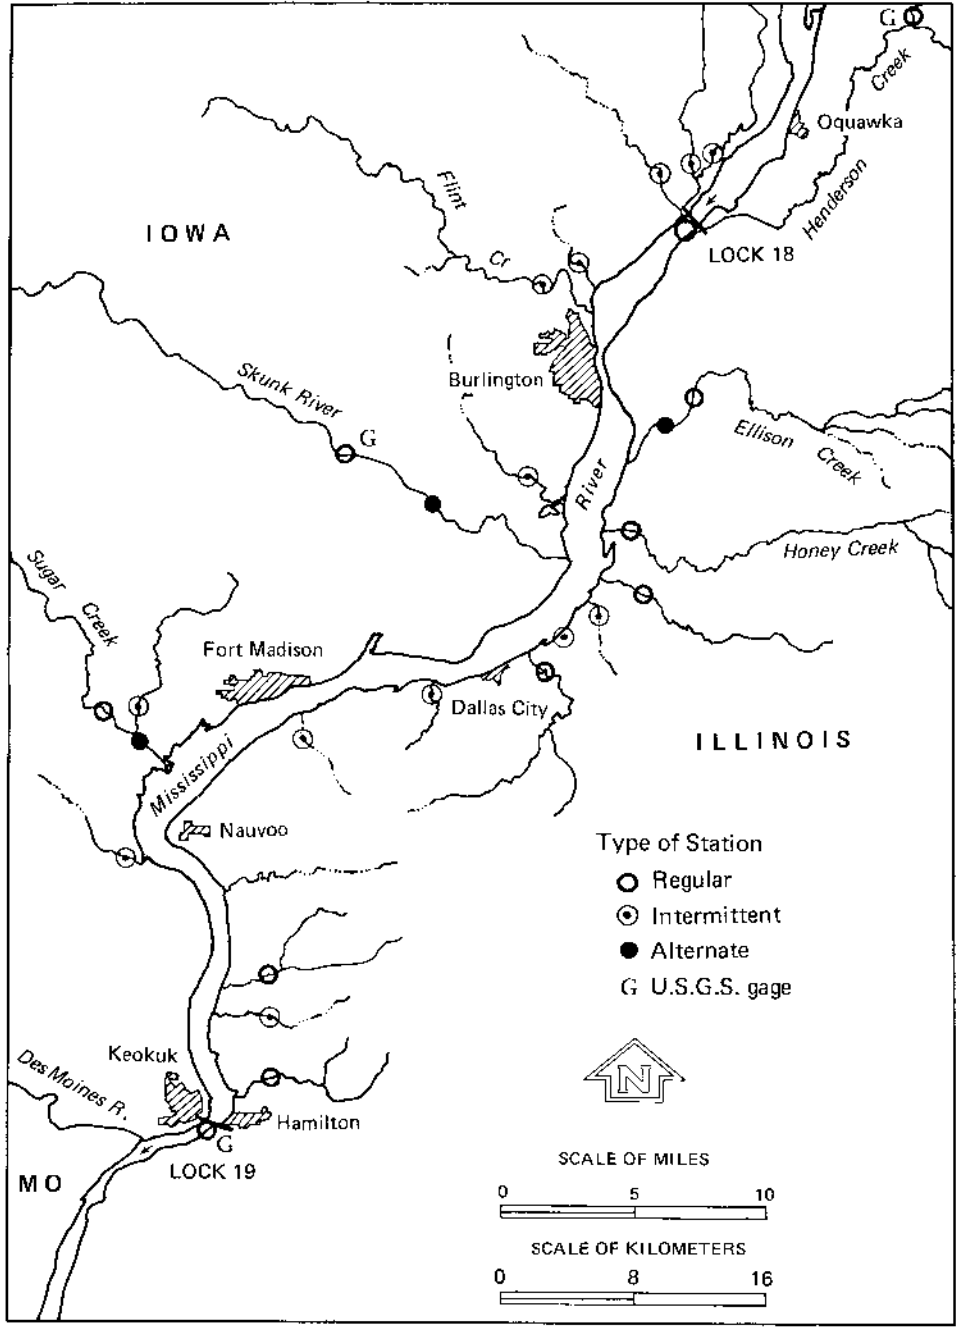 G
Creek
Oquawka
Henderson
Flint
Cr
IOWA
LOCK 18
Burlington
Skunk River
G
Ellison Creek
River
Honey Creek
Sugar Creek
Fort Madison
Dallas City
ILLINOIS
Mississippi
Nauvoo
Type of Station
Regular
Intermittent
Alternate
G U.S.G.S. gage
N
Keokuk
Des Moines R.
Hamilton
G
LOCK 19
MO
SCALE OF MILES
0 5 10
SCALE OF KILOMETERS
0 8 16